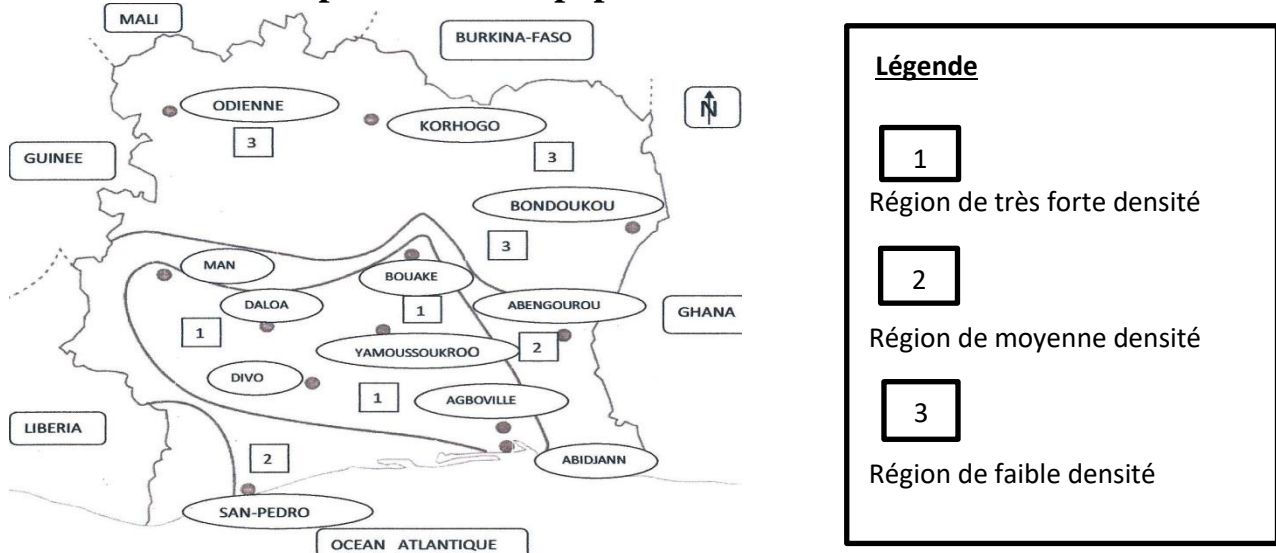 MALI
BURKINA-FASO
ODIENNE
N
KORHOGO
3
GUINEE
3
BONDOUKOU
3
MAN
BOUAKE
DALOA
ABENGOUROU
GHANA
1
1
YAMOUSSOUKROO
2
DIVO
1
AGBOVILLE
LIBERIA
2
ABIDJANN
SAN-PEDRO
OCEAN ATLANTIQUE
Légende
1
Région de très forte densité
2
Région de moyenne densité
3
Région de faible densité